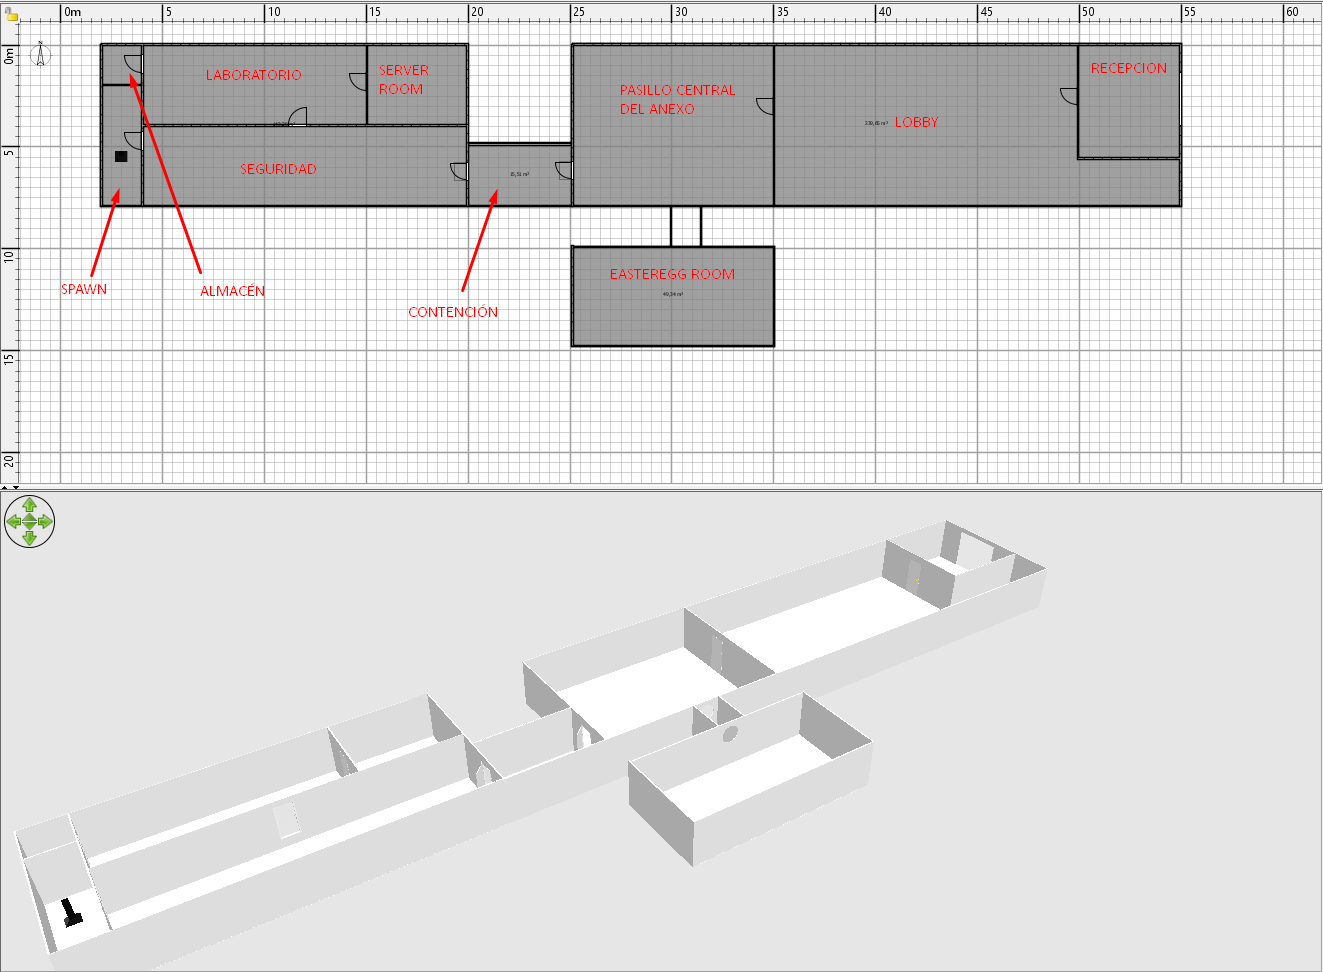 0m 5 10 15 20 25 30 35 40 45 50 55 60
0m
5
10
15
20
N
LABORATORIO
SERVER
ROOM
PASILLO CENTRAL
DEL ANEXO
RECEPCION
LOBBY
SEGURIDAD
EASTEREGG ROOM
SPAWN
ALMACÉN
CONTENCIÓN